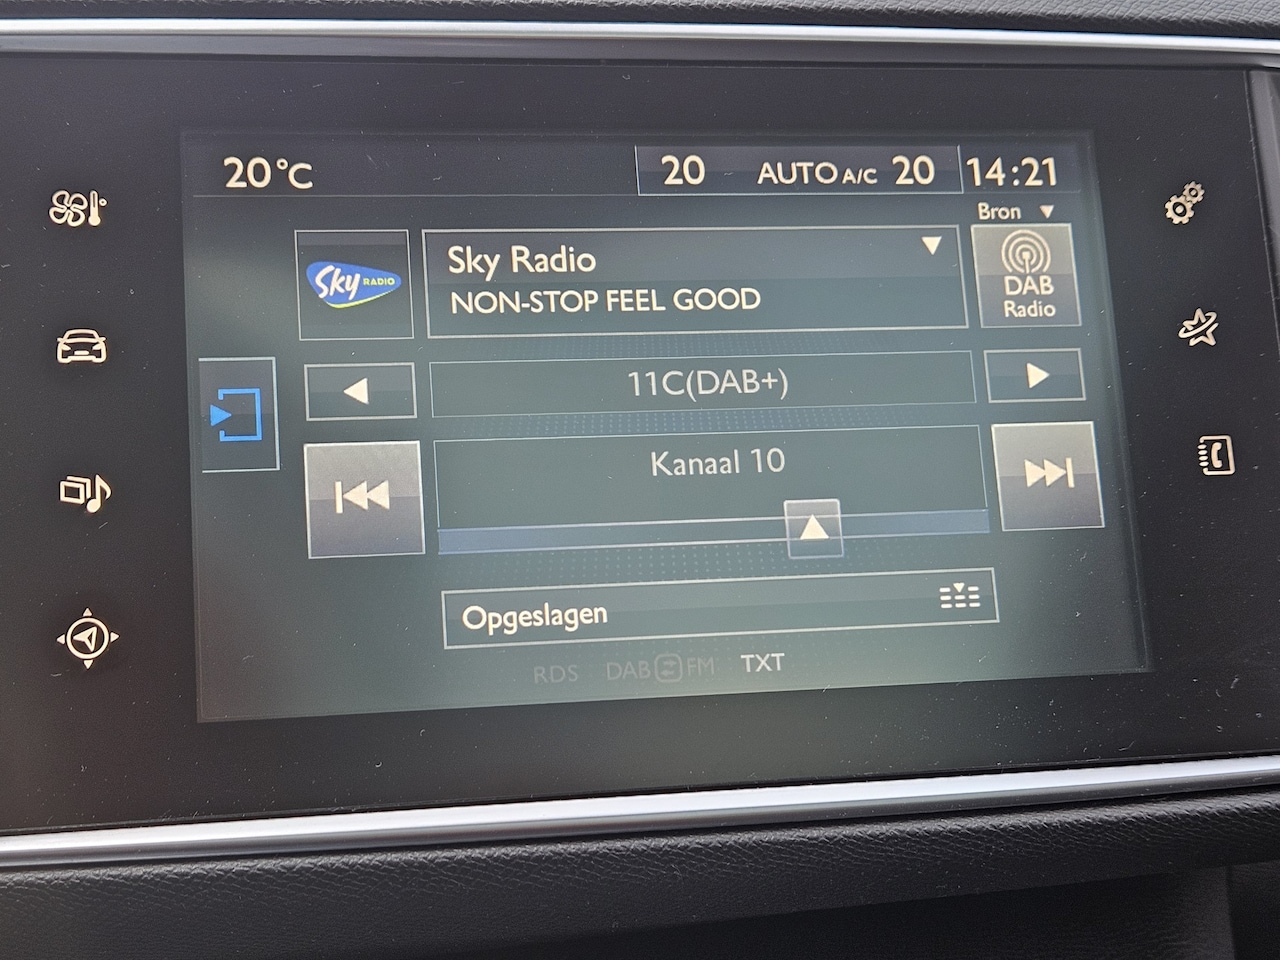 20°C
20 AUTO A/C 20
14:21
Bron
Sky RADIO
Sky Radio
NON-STOP FEEL GOOD
DAB
Radio
11C(DAB+)
Kanaal 10
Opgeslagen
RDS DAB FM TXT